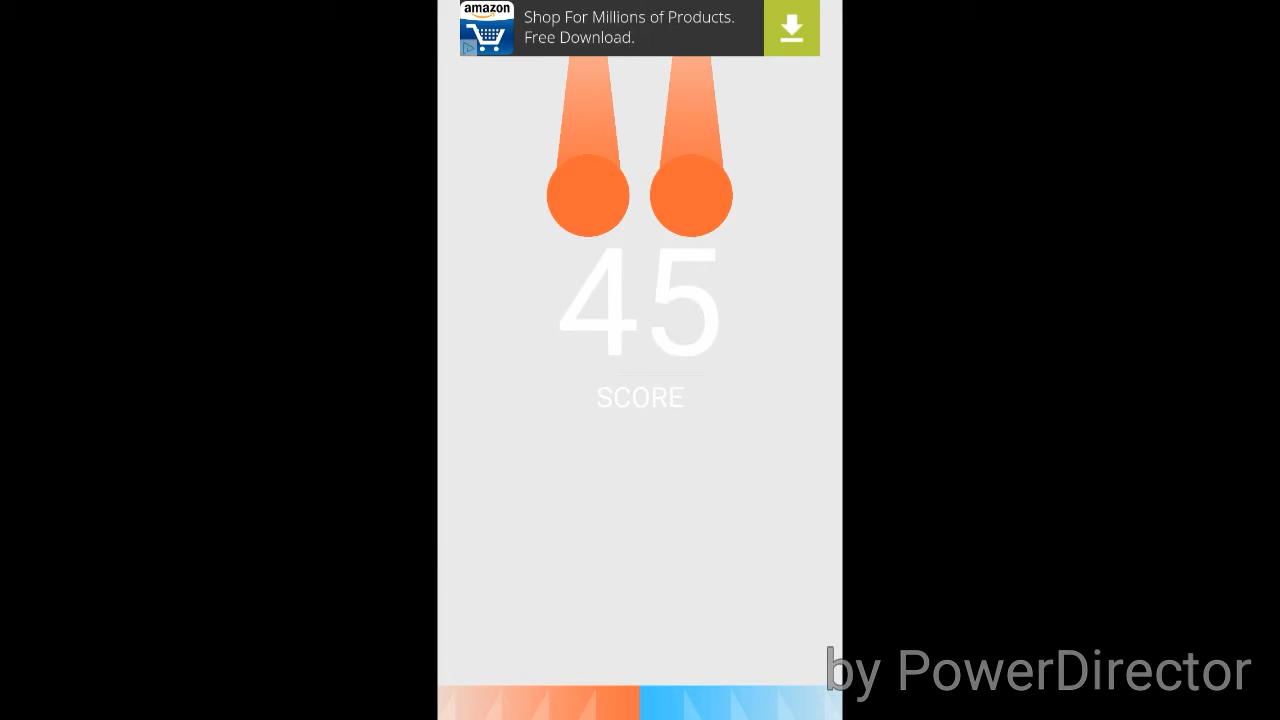 amazon
Shop For Millions of Products.
Free Download.
45
SCORE
by PowerDirector